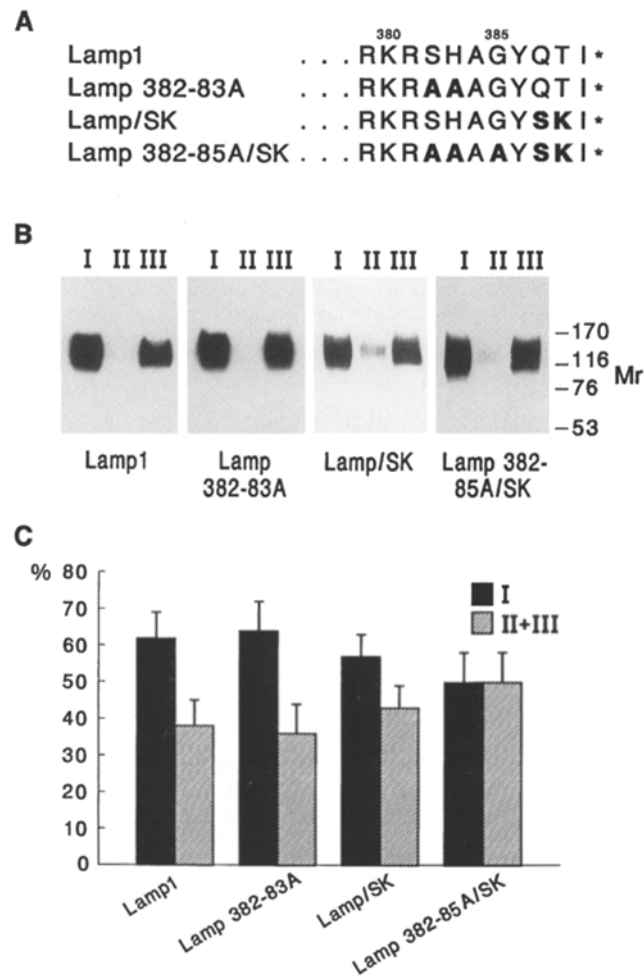 A
380 385
Lamp1 . . . RKRSHAGYQTI*
Lamp 382-83A . . . RKRAAAGYQTI*
Lamp/SK . . . RKRSHAGYSKI*
Lamp 382-85A/SK . . . RKRAAAAYSKI*
B
I II III I II III I II III I II III
–170
–116
Mr
–76
–53
Lamp1 Lamp Lamp/SK Lamp 382-
382-83A 85A/SK
C
% 80
I
II+III
70
60
50
40
30
20
10
0
Lamp1 Lamp 382-83A Lamp/SK Lamp 382-85A/SK